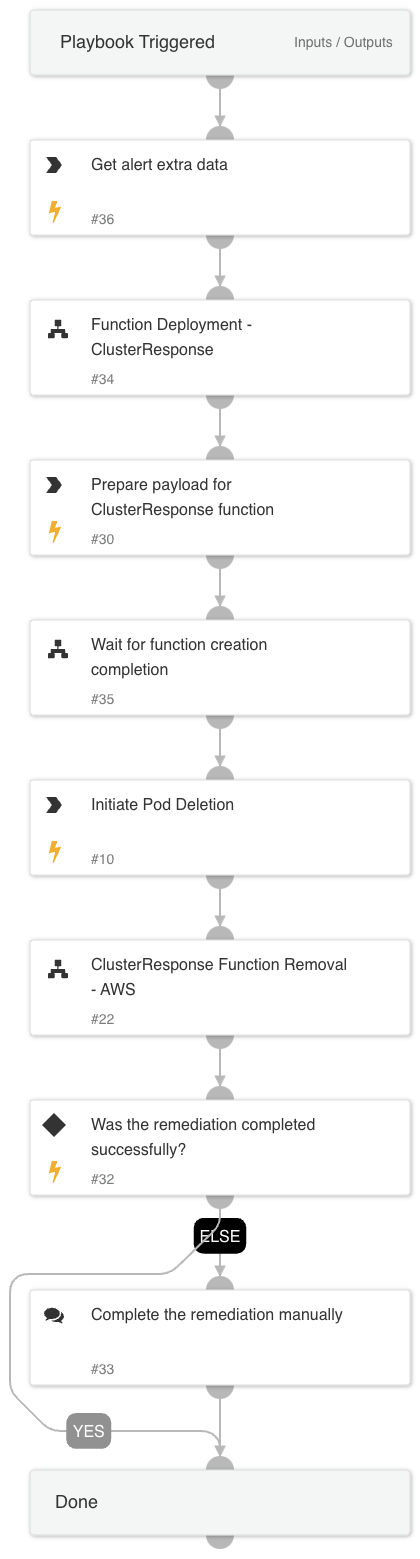 Playbook Triggered
Inputs / Outputs
Get alert extra data
#36
Function Deployment -
ClusterResponse
#34
Prepare payload for
ClusterResponse function
#30
Wait for function creation
completion
#35
Initiate Pod Deletion
#10
ClusterResponse Function Removal
- AWS
#22
Was the remediation completed
successfully?
#32
ELSE
Complete the remediation manually
#33
YES
Done